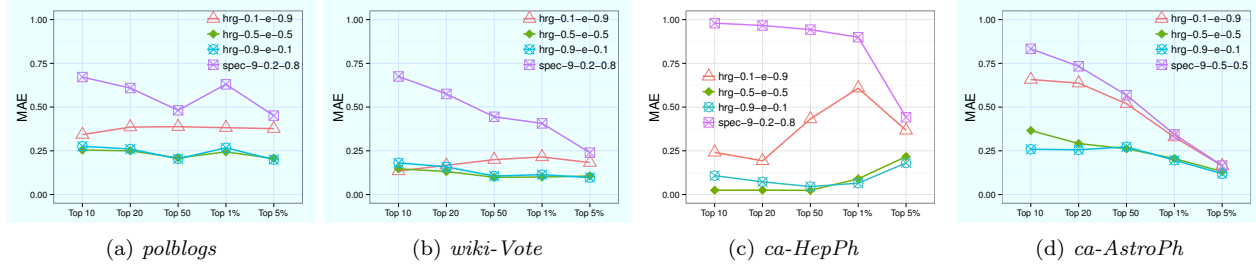 MAE
1.00
0.75
0.50
0.25
0.00
hrg-0.1-e-0.9
hrg-0.5-e-0.5
hrg-0.9-e-0.1
spec-9-0.2-0.8
Top 10 Top 20 Top 50 Top 1% Top 5%
(a) polblogs
MAE
1.00
0.75
0.50
0.25
0.00
hrg-0.1-e-0.9
hrg-0.5-e-0.5
hrg-0.9-e-0.1
spec-9-0.2-0.8
Top 10 Top 20 Top 50 Top 1% Top 5%
(b) wiki-Vote
MAE
1.00
0.75
0.50
0.25
0.00
hrg-0.1-e-0.9
hrg-0.5-e-0.5
hrg-0.9-e-0.1
spec-9-0.2-0.8
Top 10 Top 20 Top 50 Top 1% Top 5%
(c) ca-HepPh
MAE
1.00
0.75
0.50
0.25
0.00
hrg-0.1-e-0.9
hrg-0.5-e-0.5
hrg-0.9-e-0.1
spec-9-0.5-0.5
Top 10 Top 20 Top 50 Top 1% Top 5%
(d) ca-AstroPh